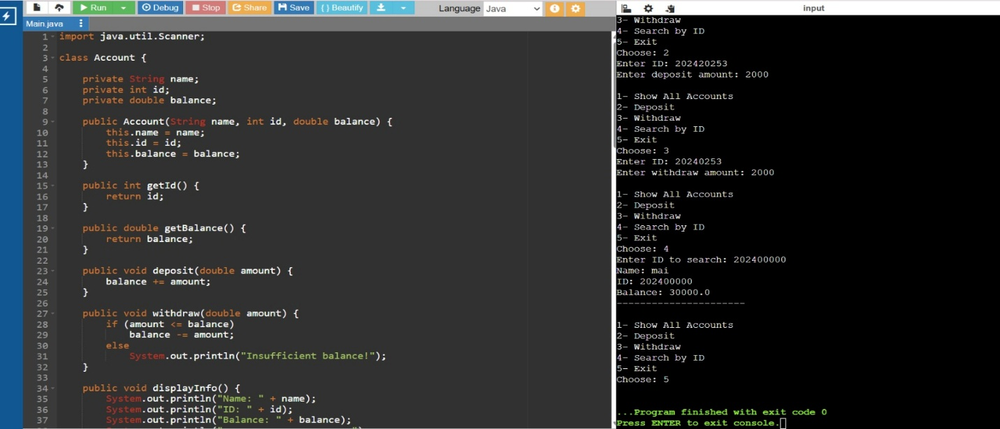 Run Debug Stop Share Save { } Beautify Language Java
Main.java
1 import java.util.Scanner;
2
3 class Account {
4
5 private String name;
6 private int id;
7 private double balance;
8
9 public Account(String name, int id, double balance) {
10 this.name = name;
11 this.id = id;
12 this.balance = balance;
13 }
14
15 public int getId() {
16 return id;
17 }
18
19 public double getBalance() {
20 return balance;
21 }
22
23 public void deposit(double amount) {
24 balance += amount;
25 }
26
27 public void withdraw(double amount) {
28 if (amount <= balance)
29 balance -= amount;
30 else
31 System.out.println("Insufficient balance!");
32 }
33
34 public void displayInfo() {
35 System.out.println("Name: " + name);
36 System.out.println("ID: " + id);
37 System.out.println("Balance: " + balance);
input
3- Withdraw
4- Search by ID
5- Exit
Choose: 2
Enter ID: 202420253
Enter deposit amount: 2000
1- Show All Accounts
2- Deposit
3- Withdraw
4- Search by ID
5- Exit
Choose: 3
Enter ID: 20240253
Enter withdraw amount: 2000
1- Show All Accounts
2- Deposit
3- Withdraw
4- Search by ID
5- Exit
Choose: 4
Enter ID to search: 202400000
Name: mai
ID: 202400000
Balance: 30000.0
----------------------
1- Show All Accounts
2- Deposit
3- Withdraw
4- Search by ID
5- Exit
Choose: 5
...Program finished with exit code 0
Press ENTER to exit console.